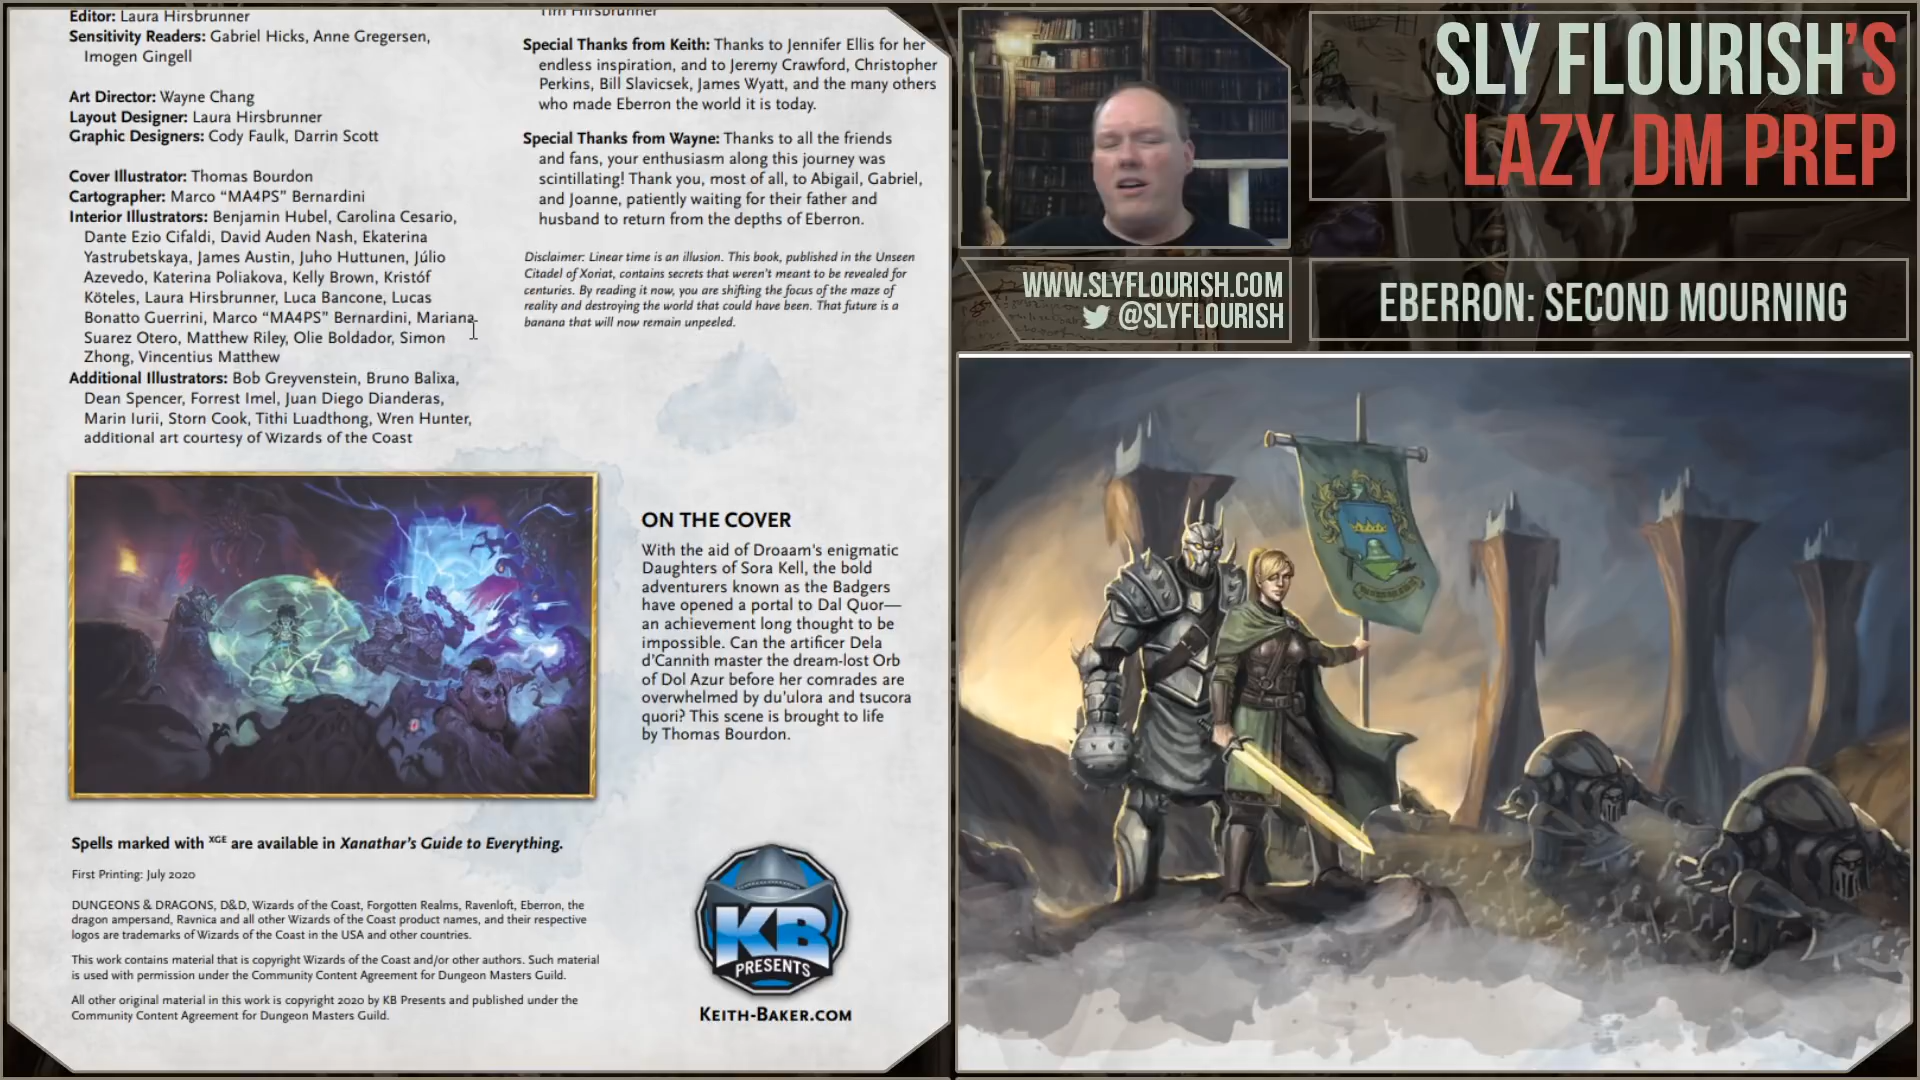 Editor: Laura Hirsbrunner
Sensitivity Readers: Gabriel Hicks, Anne Gregersen,
Imogen Gingell
Art Director: Wayne Chang
Layout Designer: Laura Hirsbrunner
Graphic Designers: Cody Faulk, Darrin Scott
Cover Illustrator: Thomas Bourdon
Cartographer: Marco “MA4PS” Bernardini
Interior Illustrators: Benjamin Hubel, Carolina Cesario,
Dante Ezio Cifaldi, David Auden Nash, Ekaterina
Yastrubetskaya, James Austin, Juho Huttunen, Júlio
Azevedo, Katerina Poliakova, Kelly Brown, Kristóf
Köteles, Laura Hirsbrunner, Luca Bancone, Lucas
Bonatto Guerrini, Marco “MA4PS” Bernardini, Mariana
Suarez Otero, Matthew Riley, Olie Boldador, Simon
Zhong, Vincentius Matthew
Additional Illustrators: Bob Greyvenstein, Bruno Balixa,
Dean Spencer, Forrest Imel, Juan Diego Dianderas,
Marin Iurii, Storn Cook, Tithi Luadthong, Wren Hunter,
additional art courtesy of Wizards of the Coast
Tim Hirsbrunner
Special Thanks from Keith: Thanks to Jennifer Ellis for her
endless inspiration, and to Jeremy Crawford, Christopher
Perkins, Bill Slavicsek, James Wyatt, and the many others
who made Eberron the world it is today.
Special Thanks from Wayne: Thanks to all the friends
and fans, your enthusiasm along this journey was
scintillating! Thank you, most of all, to Abigail, Gabriel,
and Joanne, patiently waiting for their father and
husband to return from the depths of Eberron.
Disclaimer: Linear time is an illusion. This book, published in the Unseen
Citadel of Xoriat, contains secrets that weren't meant to be revealed for
centuries. By reading it now, you are shifting the focus of the maze of
reality and destroying the world that could have been. That future is a
banana that will now remain unpeeled.
ON THE COVER
With the aid of Droaam's enigmatic
Daughters of Sora Kell, the bold
adventurers known as the Badgers
have opened a portal to Dal Quor—
an achievement long thought to be
impossible. Can the artificer Dela
d'Cannith master the dream-lost Orb
of Dol Azur before her comrades are
overwhelmed by du'ulora and tsucora
quori? This scene is brought to life
by Thomas Bourdon.
Spells marked with XGE are available in Xanathar's Guide to Everything.
First Printing: July 2020
DUNGEONS & DRAGONS, D&D, Wizards of the Coast, Forgotten Realms, Ravenloft, Eberron, the
dragon ampersand, Ravnica and all other Wizards of the Coast product names, and their respective
logos are trademarks of Wizards of the Coast in the USA and other countries.
This work contains material that is copyright Wizards of the Coast and/or other authors. Such material
is used with permission under the Community Content Agreement for Dungeon Masters Guild.
All other original material in this work is copyright 2020 by KB Presents and published under the
Community Content Agreement for Dungeon Masters Guild.
KB
PRESENTS
KEITH-BAKER.COM
SLY FLOURISH'S
LAZY DM PREP
WWW.SLYFLOURISH.COM
@SLYFLOURISH
EBERRON: SECOND MOURNING